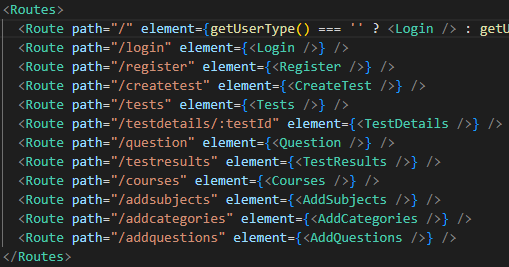 <Routes>
<Route path="/" element={getUserType() === '' ? <Login /> : getU
<Route path="/login" element={<Login />} />
<Route path="/register" element={<Register />} />
<Route path="/createtest" element={<CreateTest />} />
<Route path="/tests" element={<Tests />} />
<Route path="/testdetails/:testId" element={<TestDetails />} />
<Route path="/question" element={<Question />} />
<Route path="/testresults" element={<TestResults />} />
<Route path="/courses" element={<Courses />} />
<Route path="/addsubjects" element={<AddSubjects />} />
<Route path="/addcategories" element={<AddCategories />} />
<Route path="/addquestions" element={<AddQuestions />} />
</Routes>